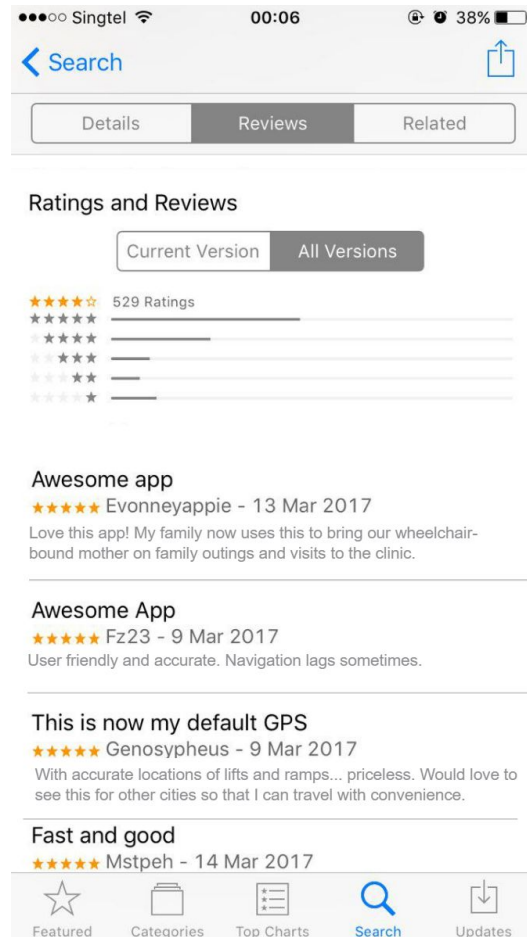 Singtel 00:06 38%
Search
Details Reviews Related
Ratings and Reviews
Current Version All Versions
529 Ratings
Awesome app
Evonneyappie - 13 Mar 2017
Love this app! My family now uses this to bring our wheelchair-
bound mother on family outings and visits to the clinic.
Awesome App
Fz23 - 9 Mar 2017
User friendly and accurate. Navigation lags sometimes.
This is now my default GPS
Genosypheus - 9 Mar 2017
With accurate locations of lifts and ramps... priceless. Would love to
see this for other cities so that I can travel with convenience.
Fast and good
Mstpeh - 14 Mar 2017
Featured Categories Top Charts Search Updates